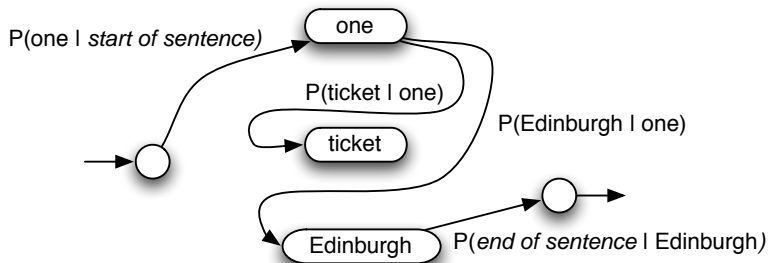 one
P(one | start of sentence)
P(ticket | one)
P(Edinburgh | one)
ticket
Edinburgh
P(end of sentence | Edinburgh)